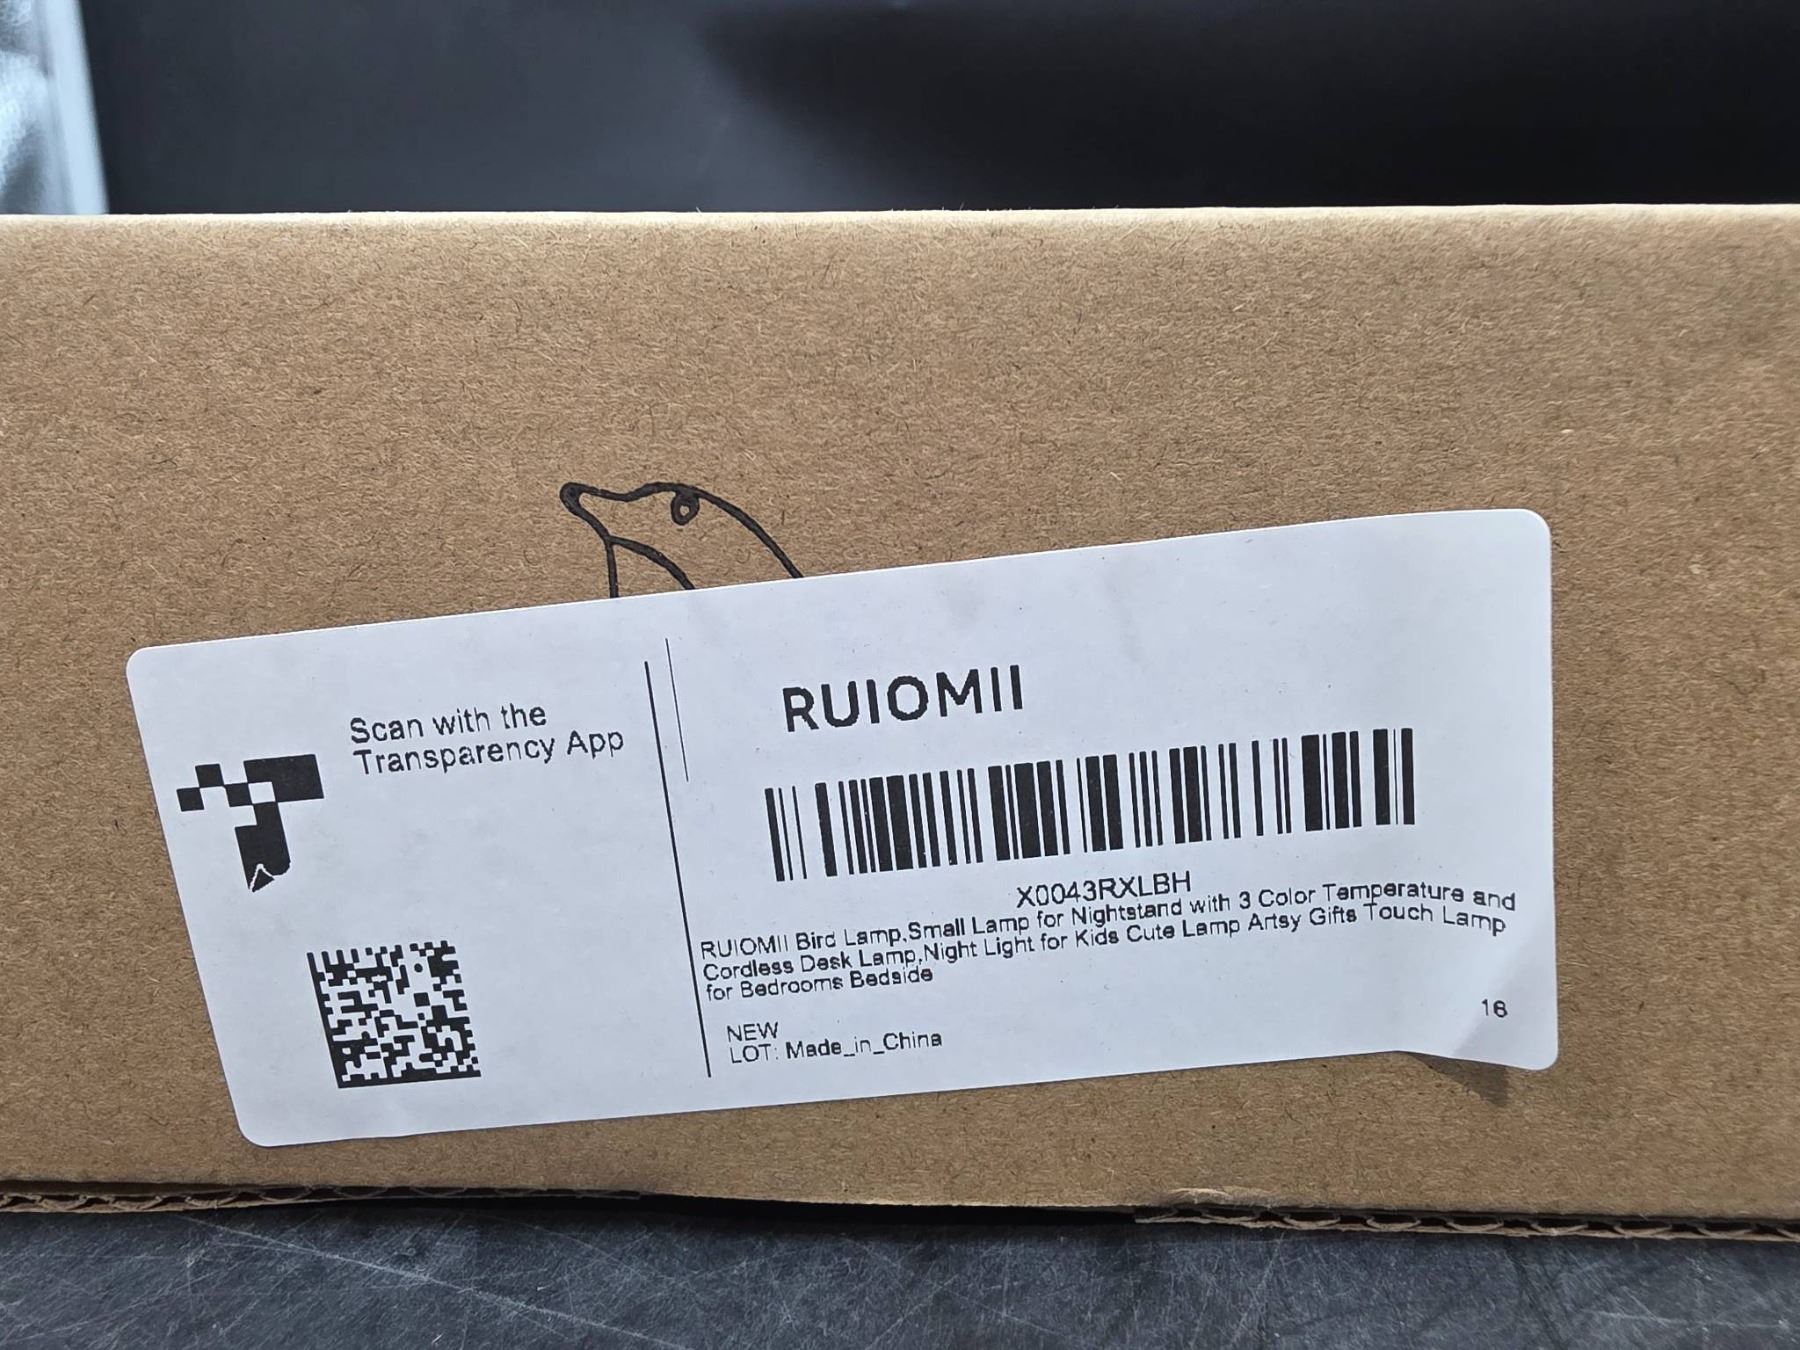 Scan with the
Transparency App
RUIOMII
X0043RXLBH
RUIOMII Bird Lamp,Small Lamp for Nightstand with 3 Color Temperature and
Cordless Desk Lamp,Night Light for Kids Cute Lamp Artsy Gifts Touch Lamp
for Bedrooms Bedside
NEW
LOT: Made_in_China
16